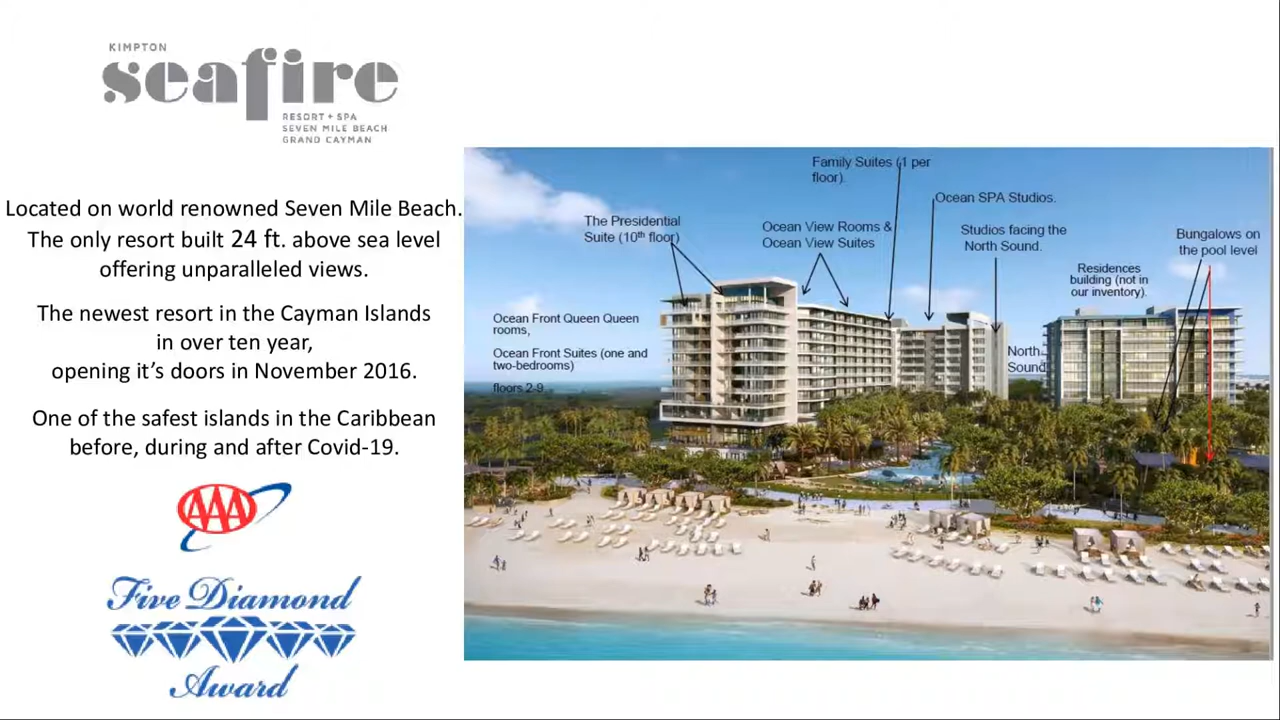 KIMPTON
seafire
RESORT + SPA
SEVEN MILE BEACH
GRAND CAYMAN
Located on world renowned Seven Mile Beach.
The only resort built 24 ft. above sea level
offering unparalleled views.
The newest resort in the Cayman Islands
in over ten year,
opening it’s doors in November 2016.
One of the safest islands in the Caribbean
before, during and after Covid-19.
AAA
Five Diamond
Award
Family Suites (1 per
floor).
Ocean SPA Studios.
The Presidential
Suite (10th floor)
Ocean View Rooms &
Ocean View Suites
Studios facing the
North Sound.
Bungalows on
the pool level
Residences
building (not in
our inventory).
Ocean Front Queen Queen
rooms,
Ocean Front Suites (one and
two-bedrooms)
floors 2-9
North
Sound